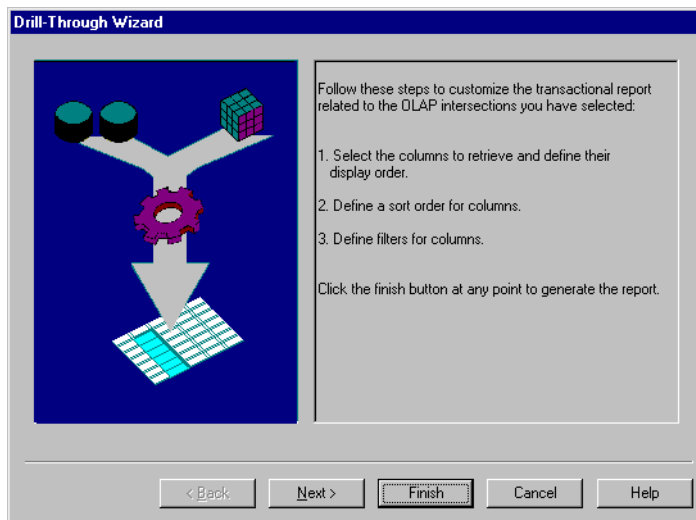 Drill-Through Wizard
Follow these steps to customize the transactional report
related to the OLAP intersections you have selected:
1. Select the columns to retrieve and define their
display order.
2. Define a sort order for columns.
3. Define filters for columns.
Click the finish button at any point to generate the report.
< Back
Next >
Finish
Cancel
Help